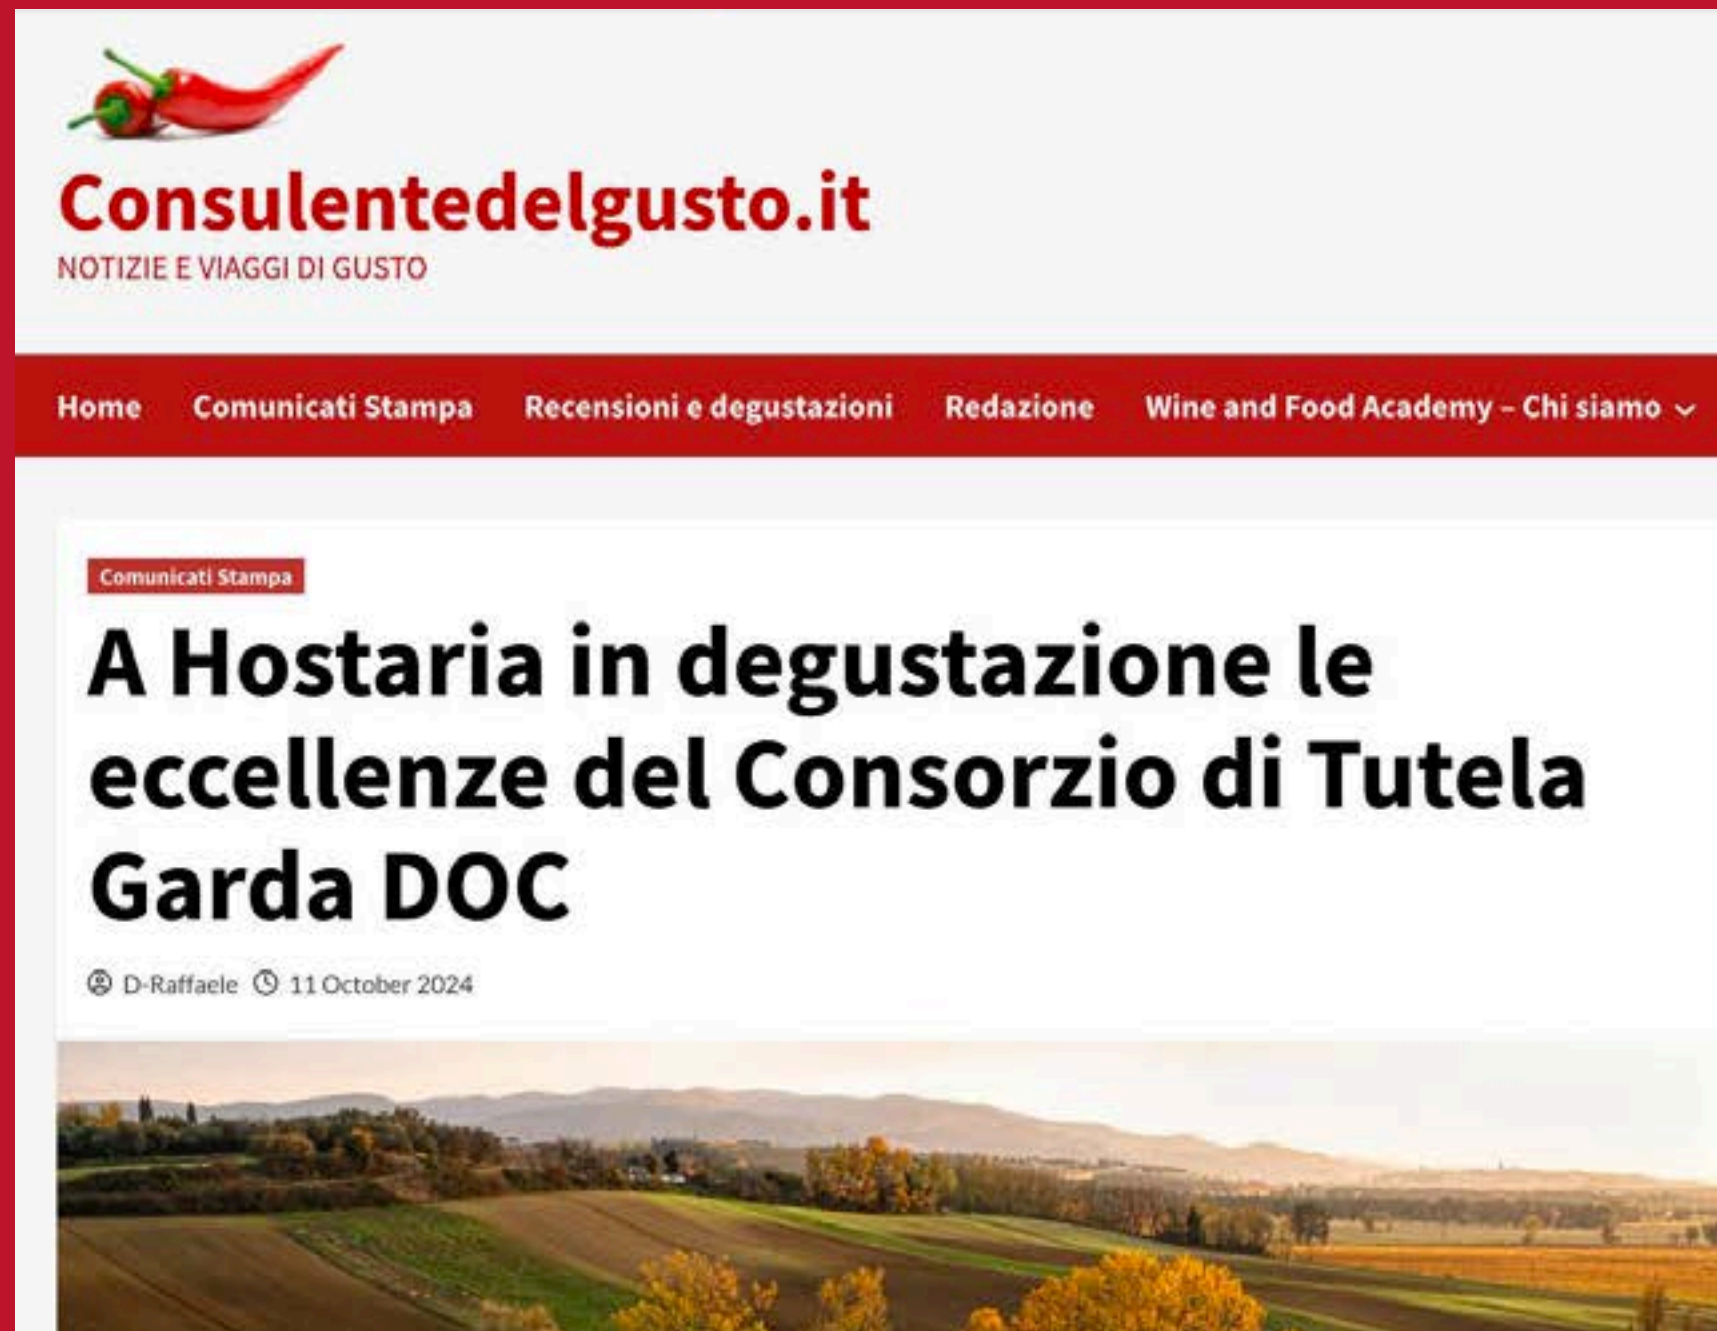 Consulentedelgusto.it
NOTIZIE E VIAGGI DI GUSTO
Home Comunicati Stampa Recensioni e degustazioni Redazione Wine and Food Academy – Chi siamo
Comunicati Stampa
A Hostaria in degustazione le
eccellenze del Consorzio di Tutela
Garda DOC
D-Raffaele 11 October 2024